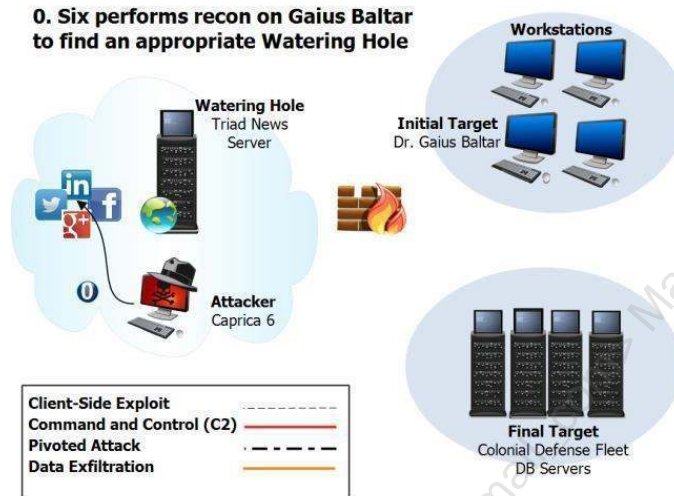 0. Six performs recon on Gaius Baltar
to find an appropriate Watering Hole
Workstations
Watering Hole
Triad News
Server
Initial Target
Dr. Gaius Baltar
in
f
g+
0
Attacker
Caprica 6
Client-Side Exploit
Command and Control (C2)
Pivoted Attack
Data Exfiltration
Final Target
Colonial Defense Fleet
DB Servers